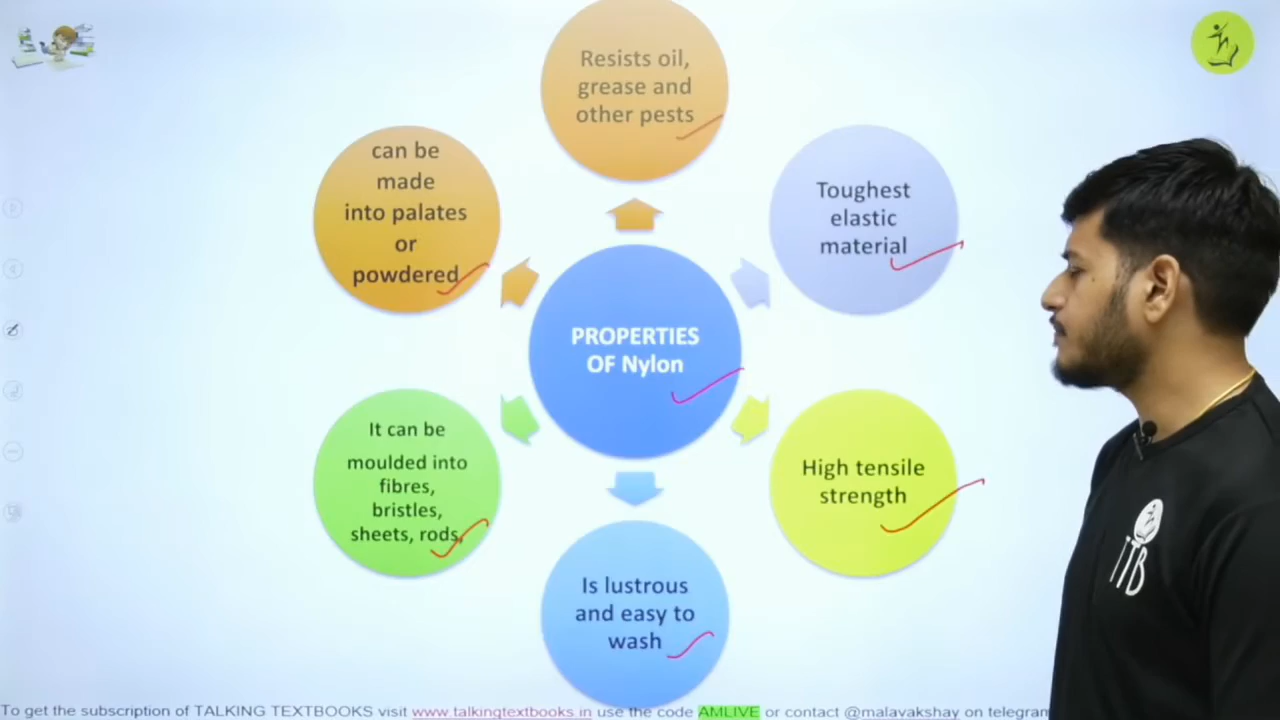 Resists oil,
grease and
other pests
can be
made
into palates
or
powdered
Toughest
elastic
material
PROPERTIES
OF Nylon
It can be
moulded into
fibres,
bristles,
sheets, rods,
High tensile
strength
Is lustrous
and easy to
wash
TTB
To get the subscription of TALKING TEXTBOOKS visit www.talkingtextbooks.in use the code AMLIVE or contact @malavakshay on telegram